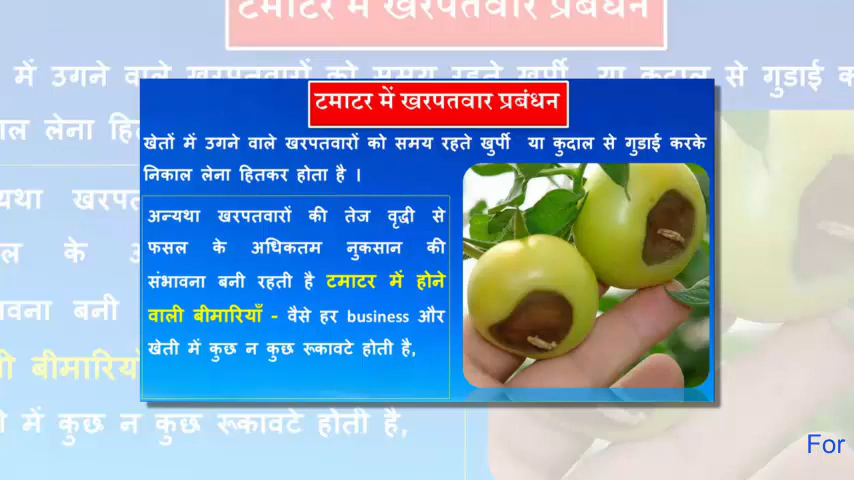 टमाटर में खरपतवार प्रबंधन
खेतों में उगने वाले खरपतवारों को समय रहते खुर्पी या कुदाल से गुडाई करके
निकाल लेना हितकर होता है ।
अन्यथा खरपतवारों की तेज वृद्दी से
फसल के अधिकतम नुकसान की
संभावना बनी रहती है टमाटर में होने
वाली बीमारियाँ - वैसे हर business और
खेती में कुछ न कुछ रूकावटे होती है,
For